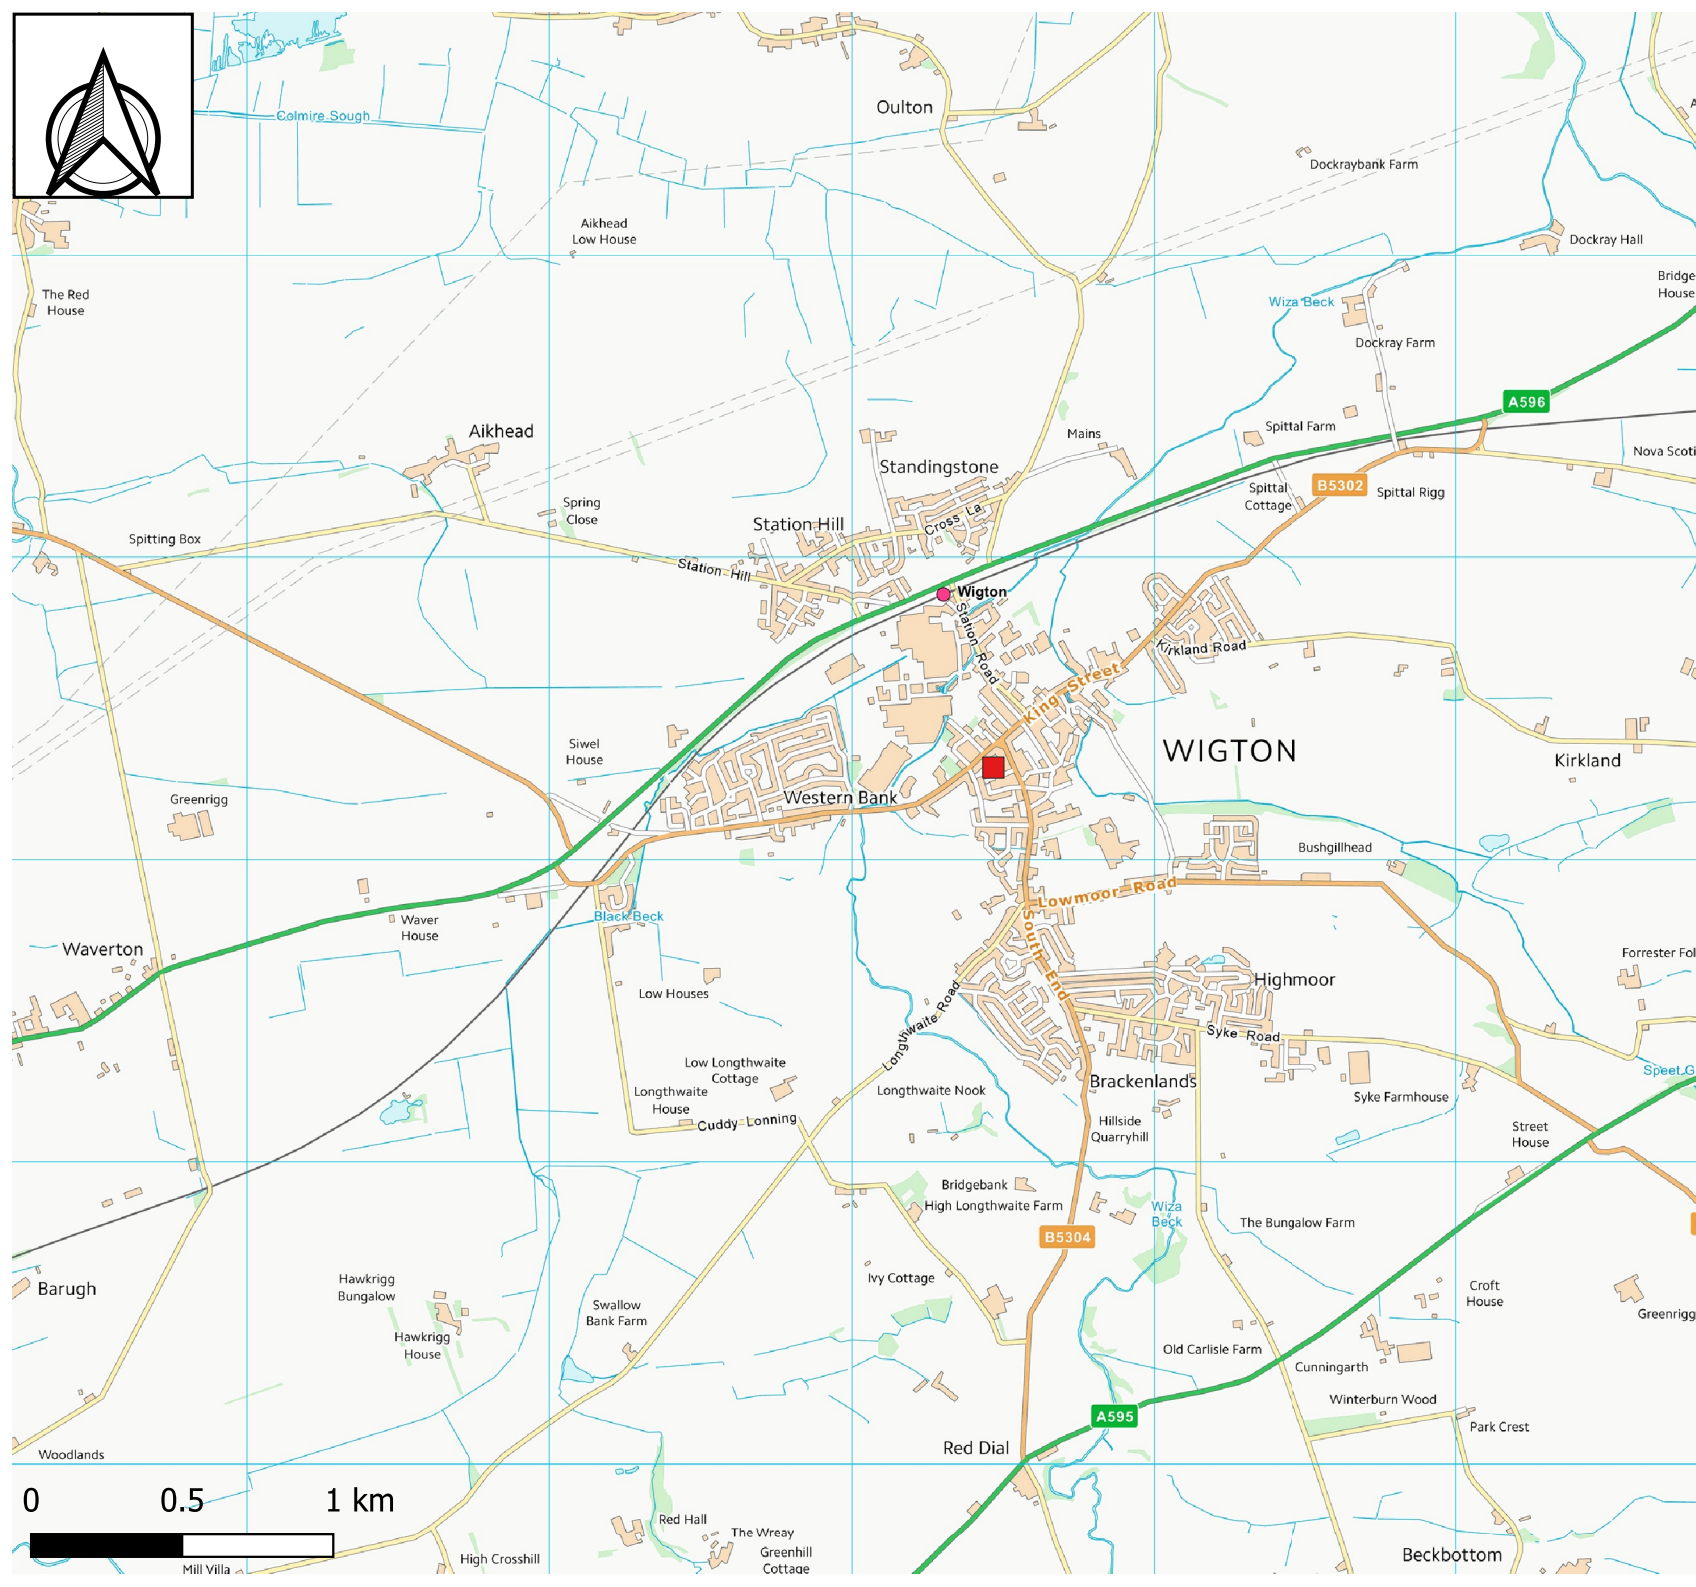 Colmire Sough
Oulton
Dockraybank Farm
Aikhead
Low House
Dockray Hall
The Red
House
Bridge
House
Wiza Beck
Dockray Farm
A596
Aikhead
Mains
Spittal Farm
Standingstone
Nova Scoti
B5302
Spittal
Cottage
Spittal Rigg
Spring
Close
Station Hill
Cross La
Spitting Box
Station Hill
Wigton
Station Road
Kirkland Road
King Street
WIGTON
Siwel
House
Kirkland
Greenrigg
Western Bank
Bushgillhead
Lowmoor Road
Black Beck
Waver
House
South End
Waverton
Forrester Fol
Low Houses
Highmoor
Longthwaite Road
Syke Road
Low Longthwaite
Cottage
Speet G
Brackenlands
Longthwaite
House
Longthwaite Nook
Syke Farmhouse
Cuddy Lonning
Hillside
Quarryhill
Street
House
Bridgebank
High Longthwaite Farm
Wiza
Beck
The Bungalow Farm
B5304
Hawkrigg
Bungalow
Ivy Cottage
Barugh
Croft
House
Swallow
Bank Farm
Greenrigg
Hawkrigg
House
Old Carlisle Farm
Cunningarth
Winterburn Wood
A595
Park Crest
Red Dial
Woodlands
0 0.5 1 km
Red Hall
The Wreay
Greenhill
Cottage
High Crosshill
Beckbottom
Mill Villa